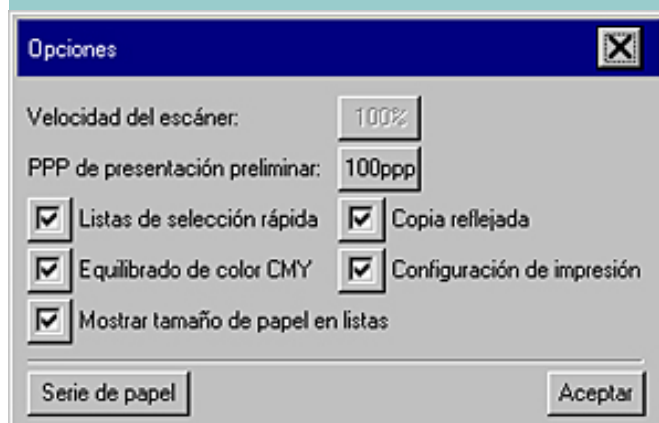 Opciones
Velocidad del escáner: 100%
PPP de presentación preliminar: 100ppp
Listas de selección rápida Copia reflejada
Equilibrado de color CMY Configuración de impresión
Mostrar tamaño de papel en listas
Serie de papel Aceptar